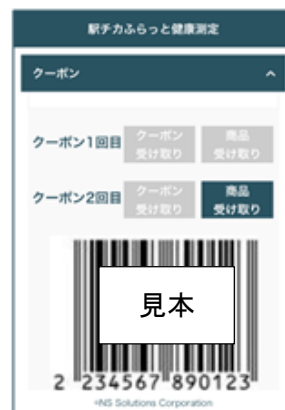 駅チカふらっと健康測定
クーポン
クーポン1回目 クーポン 受け取り 商品 受け取り
クーポン2回目 クーポン 受け取り 商品 受け取り
見本
2 234567 890123
©NS Solutions Corporation